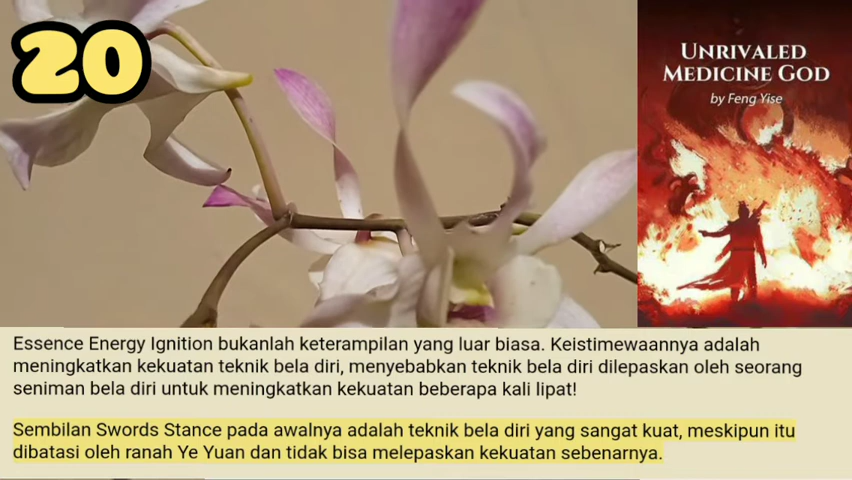 20
UNRIVALED
MEDICINE GOD
by Feng Yise
Essence Energy Ignition bukanlah keterampilan yang luar biasa. Keistimewaannya adalah
meningkatkan kekuatan teknik bela diri, menyebabkan teknik bela diri dilepaskan oleh seorang
seniman bela diri untuk meningkatkan kekuatan beberapa kali lipat!
Sembilan Swords Stance pada awalnya adalah teknik bela diri yang sangat kuat, meskipun itu
dibatasi oleh ranah Ye Yuan dan tidak bisa melepaskan kekuatan sebenarnya.